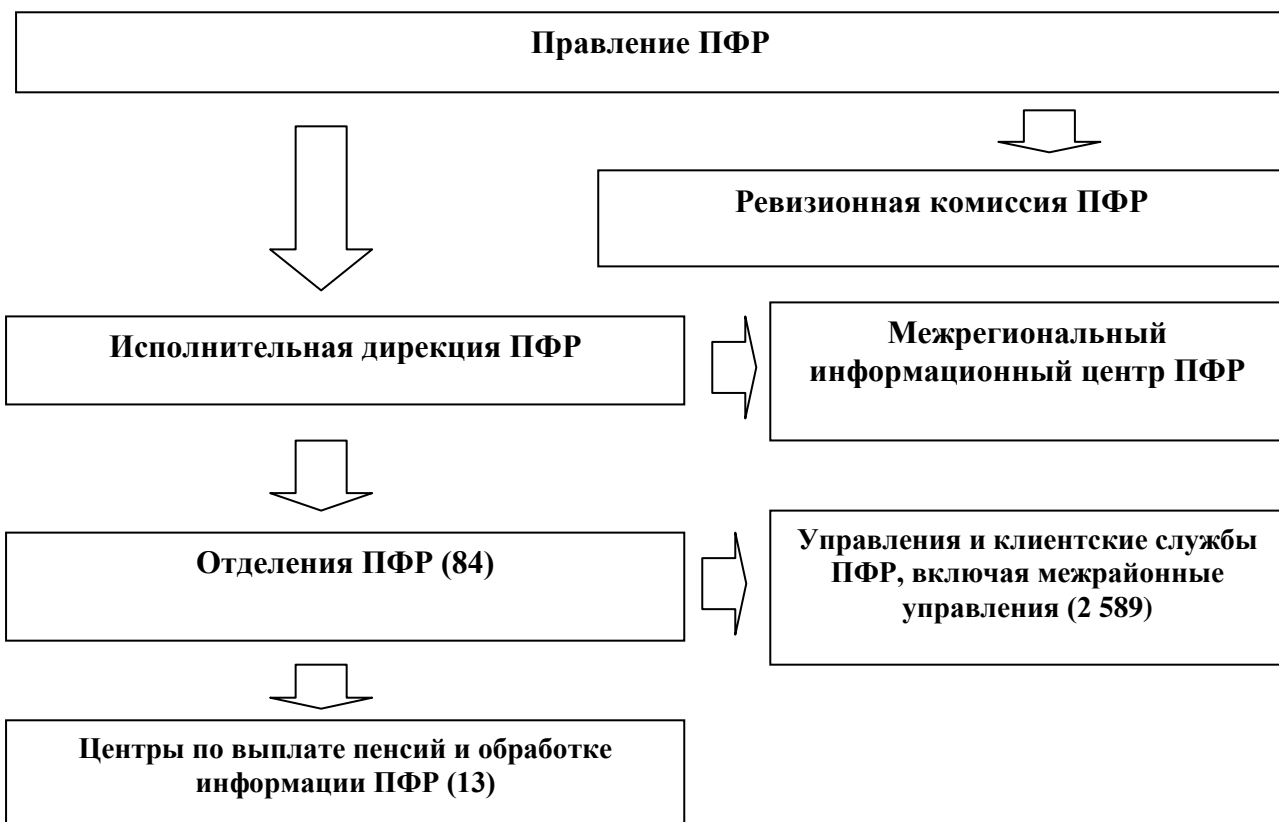 Правление ПФР
Ревизионная комиссия ПФР
Исполнительная дирекция ПФР
Межрегиональный
информационный центр ПФР
Отделения ПФР (84)
Управления и клиентские службы
ПФР, включая межрайонные
управления (2 589)
Центры по выплате пенсий и обработке
информации ПФР (13)